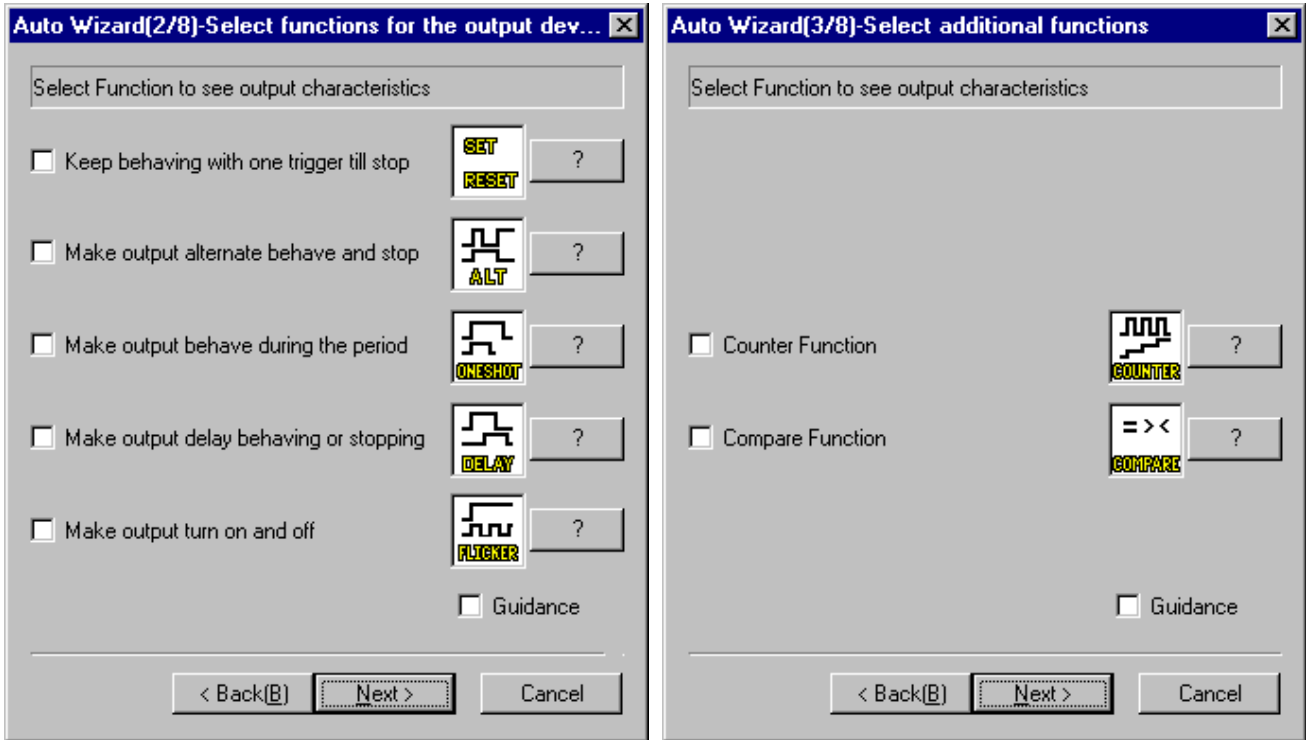 Auto Wizard(2/8)-Select functions for the output dev...
Select Function to see output characteristics
Keep behaving with one trigger till stop
SET
RESET
?
Make output alternate behave and stop
ALT
?
Make output behave during the period
ONESHOT
?
Make output delay behaving or stopping
DELAY
?
Make output turn on and off
FLICKER
?
Guidance
< Back(B)
Next >
Cancel
Auto Wizard(3/8)-Select additional functions
Select Function to see output characteristics
Counter Function
COUNTER
?
Compare Function
= > <
COMPARE
?
Guidance
< Back(B)
Next >
Cancel